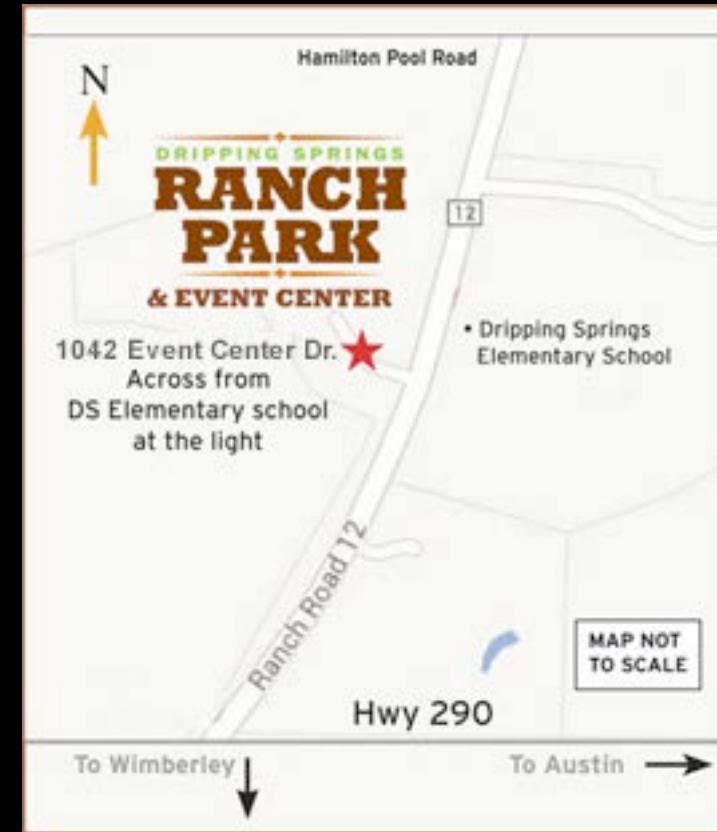 Hamilton Pool Road
N
DRIPPING SPRINGS
RANCH
PARK
& EVENT CENTER
12
1042 Event Center Dr.
Across from
DS Elementary school
at the light
• Dripping Springs
Elementary School
Ranch Road 12
MAP NOT
TO SCALE
Hwy 290
To Wimberley
To Austin